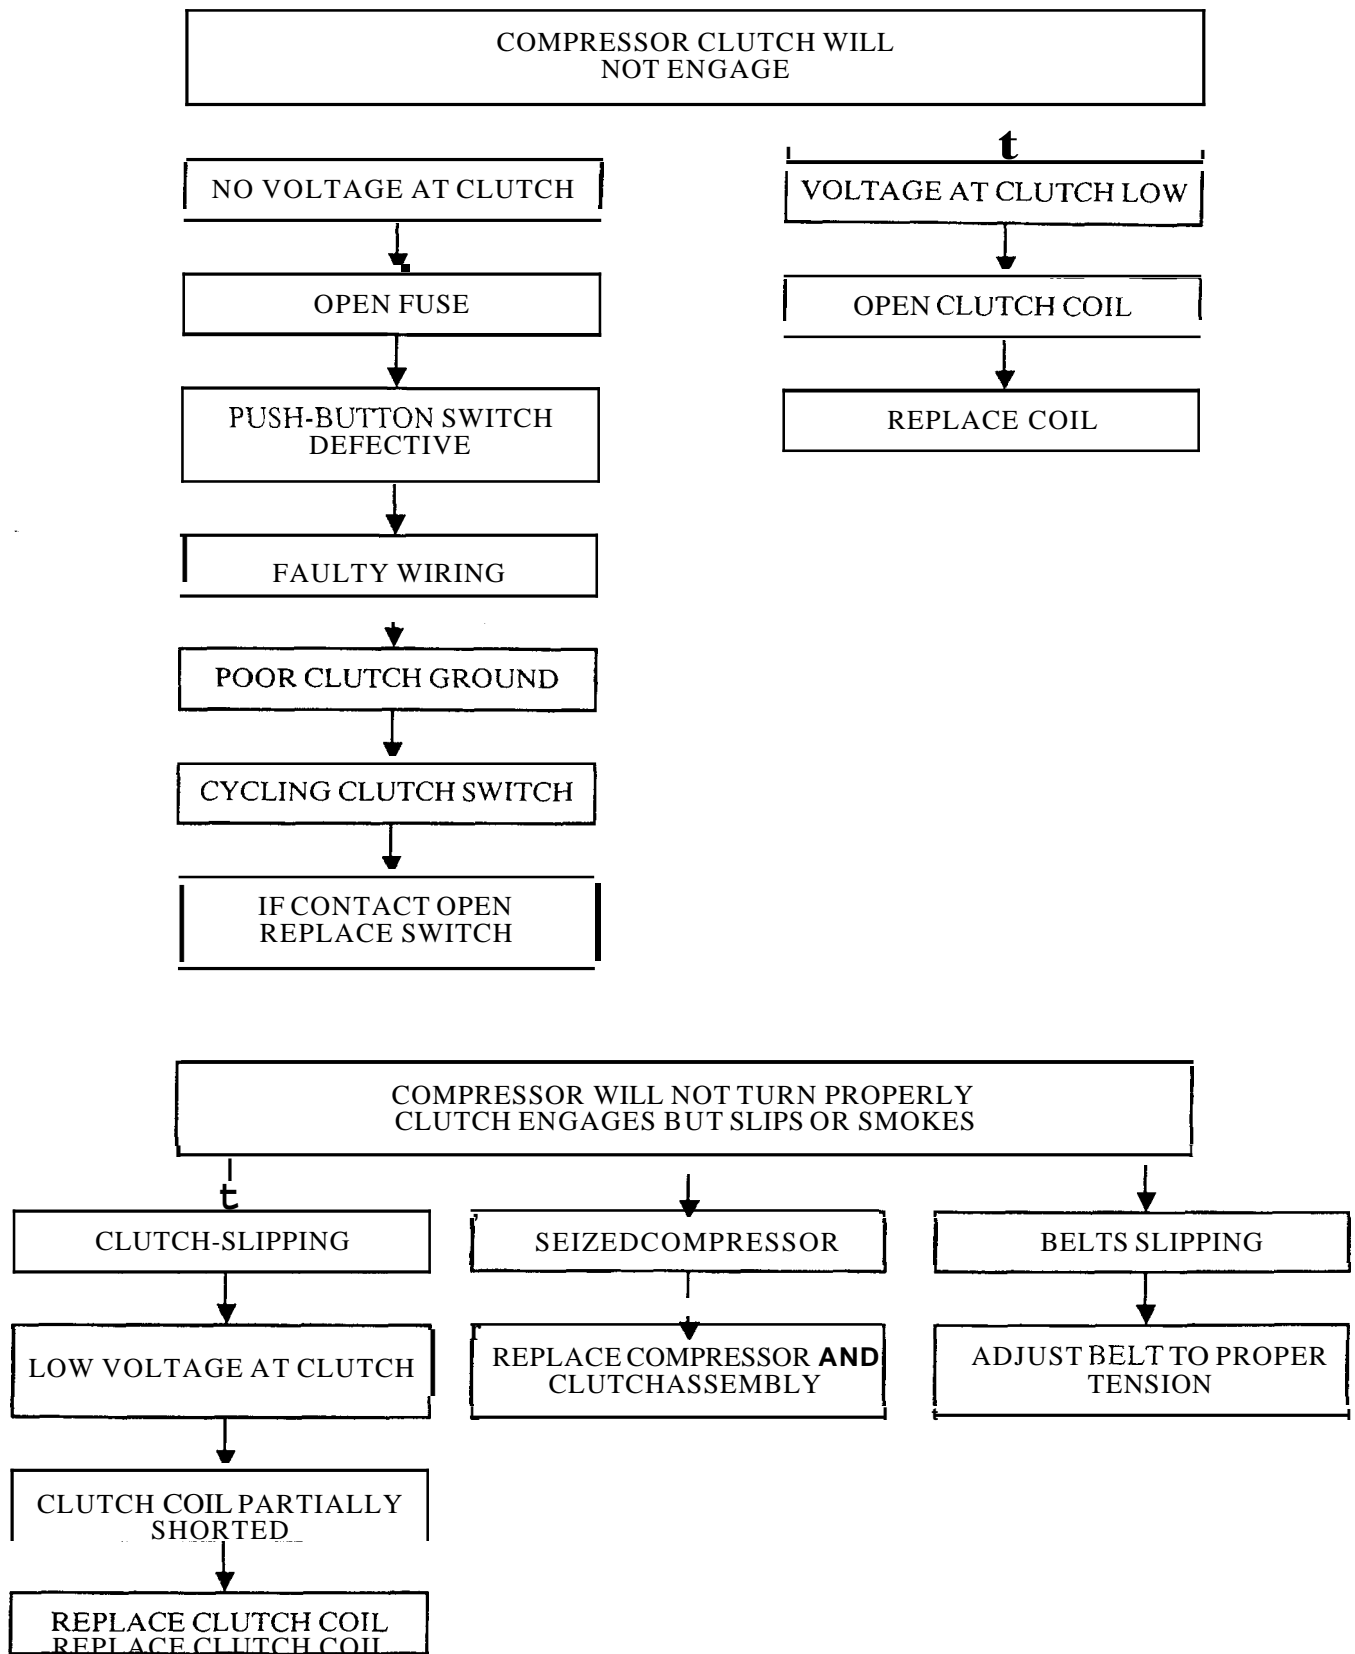 COMPRESSOR CLUTCH WILL
NOT ENGAGE
t
NO VOLTAGE AT CLUTCH
OPEN FUSE
PUSH-BUTTON SWITCH
DEFECTIVE
FAULTY WIRING
POOR CLUTCH GROUND
CYCLING CLUTCH SWITCH
IF CONTACT OPEN
REPLACE SWITCH
VOLTAGE AT CLUTCH LOW
OPEN CLUTCH COIL
REPLACE COIL
COMPRESSOR WILL NOT TURN PROPERLY
CLUTCH ENGAGES BUT SLIPS OR SMOKES
t
CLUTCH-SLIPPING
LOW VOLTAGE AT CLUTCH
CLUTCH COIL PARTIALLY
SHORTED
REPLACE CLUTCH COIL
REPLACE CLUTCH COIL
SEIZEDCOMPRESSOR
REPLACE COMPRESSOR AND
CLUTCHASSEMBLY
BELTS SLIPPING
ADJUST BELT TO PROPER
TENSION